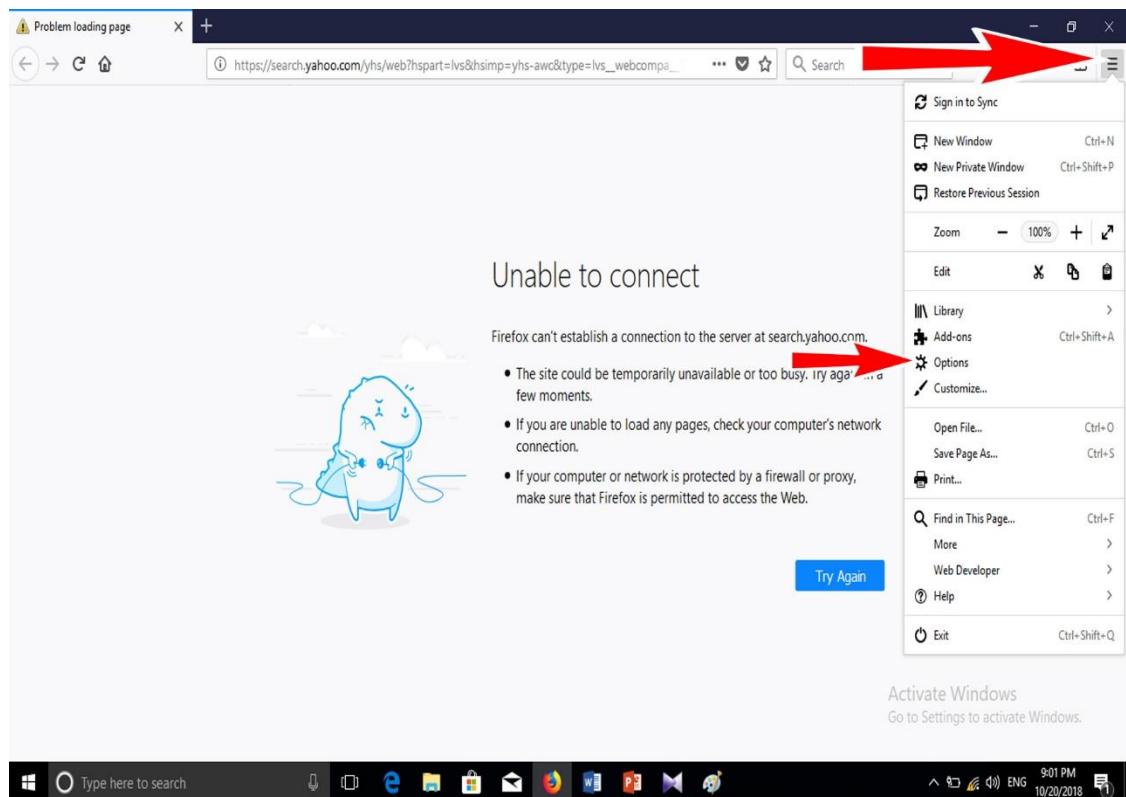 Problem loading page
https://search.yahoo.com/yhs/web?hspart=lvs&hsimp=yhs-awc&type=lvs__webcompa_
Search
Sign in to Sync
New Window Ctrl+N
New Private Window Ctrl+Shift+P
Restore Previous Session
Zoom 100%
Edit
Library
Add-ons Ctrl+Shift+A
Options
Customize...
Open File... Ctrl+O
Save Page As... Ctrl+S
Print...
Find in This Page... Ctrl+F
More
Web Developer
Help
Exit Ctrl+Shift+Q
Unable to connect
Firefox can't establish a connection to the server at search.yahoo.com.
The site could be temporarily unavailable or too busy. Try again in a
few moments.
If you are unable to load any pages, check your computer's network
connection.
If your computer or network is protected by a firewall or proxy,
make sure that Firefox is permitted to access the Web.
Try Again
Activate Windows
Go to Settings to activate Windows.
Type here to search
ENG
9:01 PM
10/20/2018